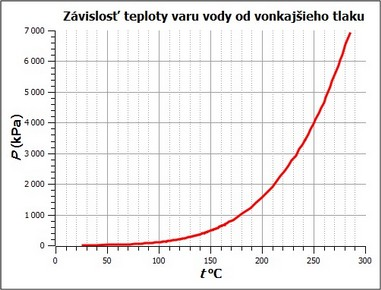 Závislosť teploty varu vody od vonkajšieho tlaku
7 000
6 000
5 000
4 000
3 000
2 000
1 000
0
P (kPa)
0 50 100 150 200 250 300
t ºC